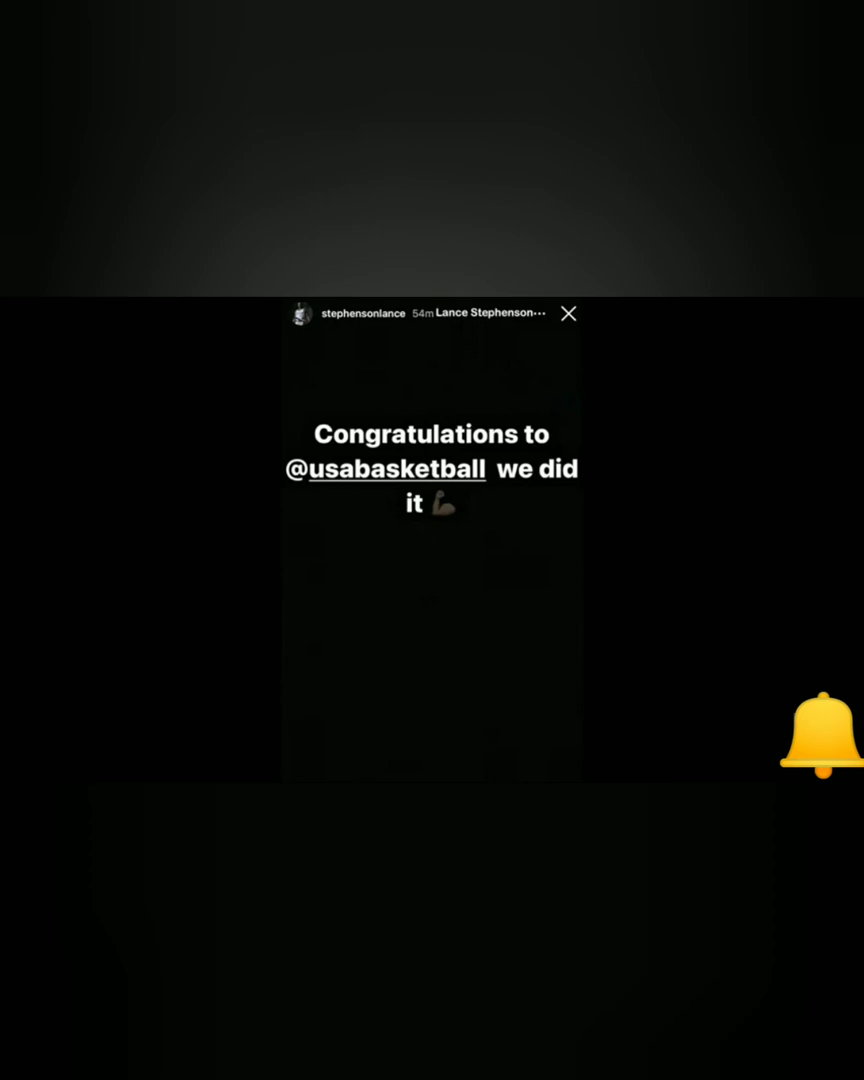 stephensonlance 54m Lance Stephenson...
Congratulations to
@usabasketball we did
it 💪🏿